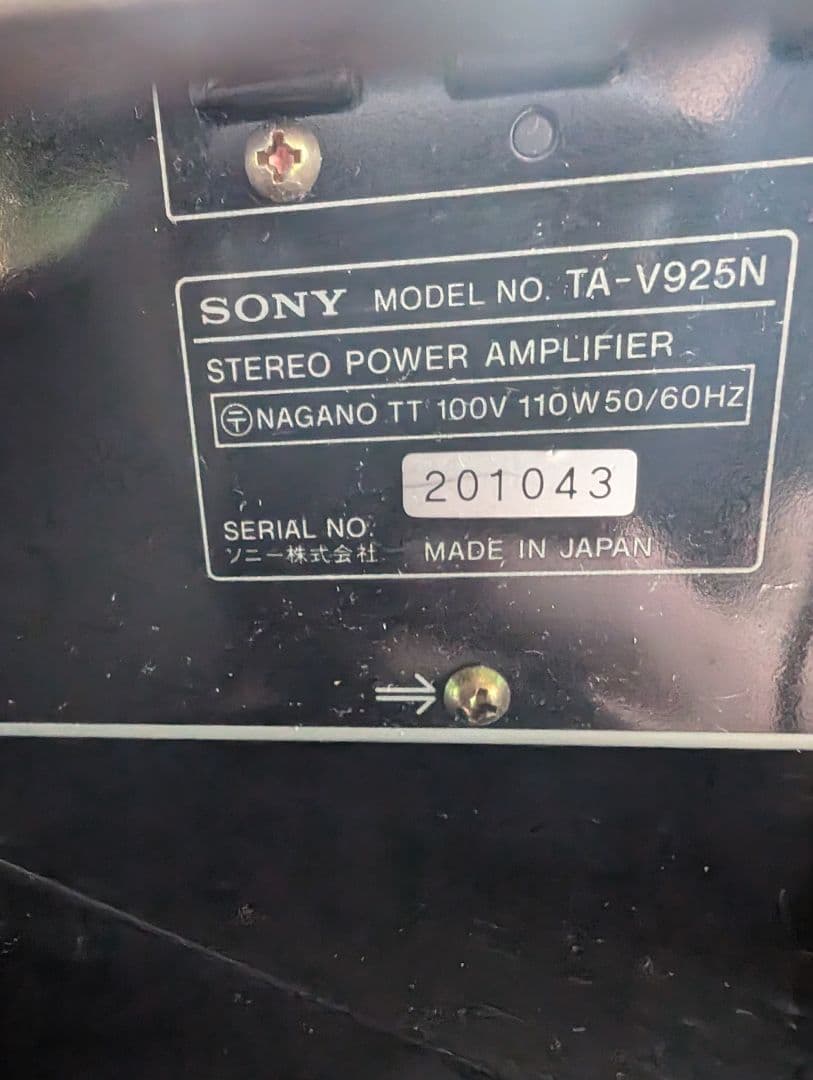 SONY MODEL NO. TA-V925N
STEREO POWER AMPLIFIER
〶NAGANO TT 100V 110W 50/60HZ
201043
SERIAL NO.
ソニー株式会社 MADE IN JAPAN